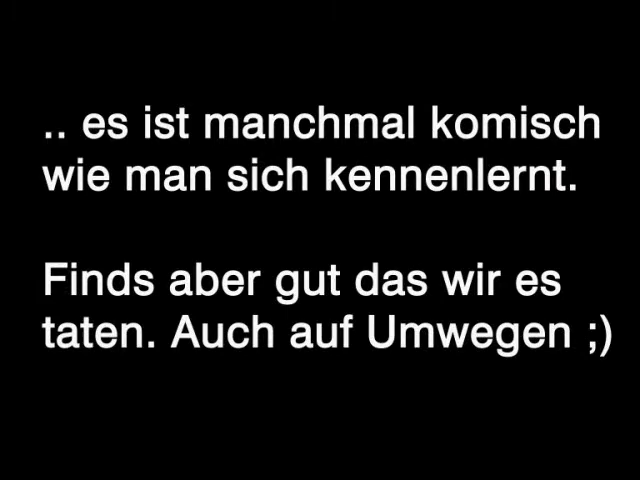 .. es ist manchmal komisch
wie man sich kennenlernt.
Finds aber gut das wir es
taten. Auch auf Umwegen ;)